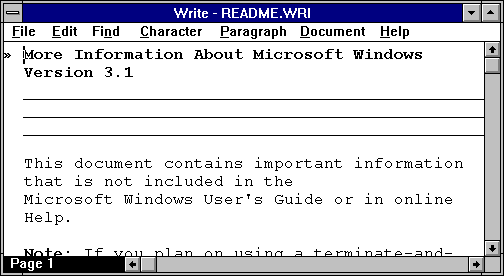 Write - README.WRI
File Edit Find Character Paragraph Document Help
» More Information About Microsoft Windows
Version 3.1
This document contains important information
that is not included in the
Microsoft Windows User's Guide or in online
Help.
Note: If you plan on using a terminate-and-
Page 1